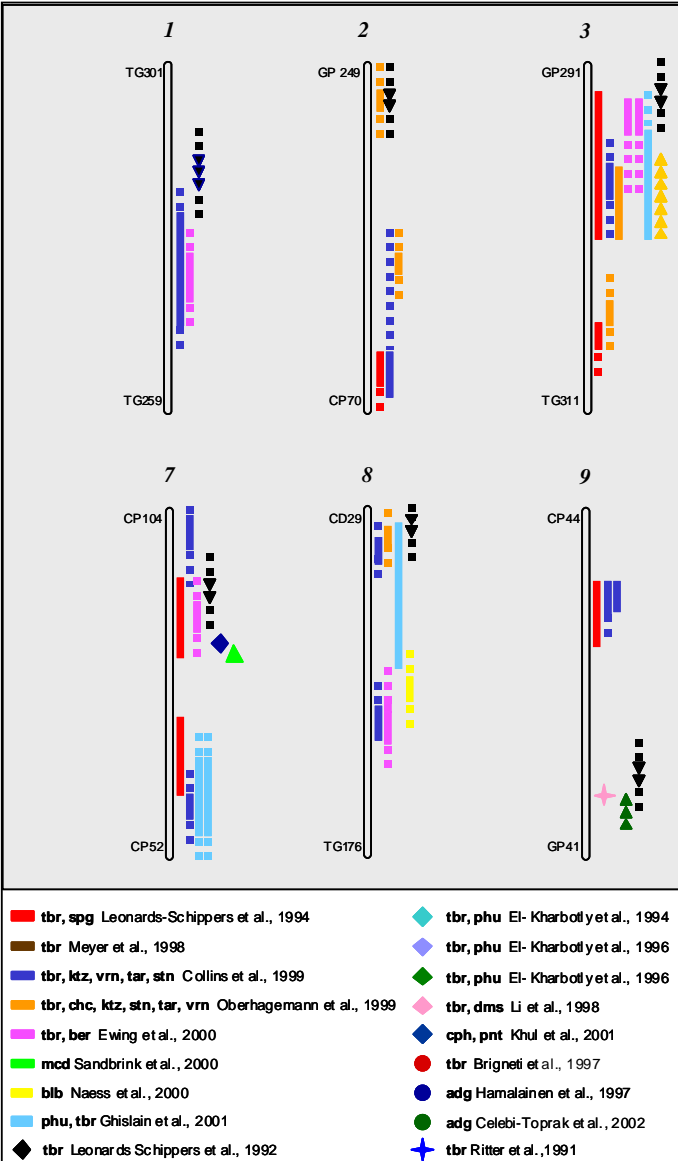 1 2 3
TG301 GP 249 GP291
TG259 CP70 TG311
7 8 9
CP104 CD29 CP44
CP52 TG176 GP41
tbr, spg Leonards-Schippers et al., 1994
tbr Meyer et al., 1998
tbr, ktz, vrn, tar, stn Collins et al., 1999
tbr, chc, ktz, stn, tar, vrn Oberhagemann et al., 1999
tbr, ber Ewing et al., 2000
mcd Sandbrink et al., 2000
blb Naess et al., 2000
phu, tbr Ghislain et al., 2001
tbr Leonards Schippers et al., 1992
tbr, phu El- Kharbotly et al., 1994
tbr, phu El- Kharbotly et al., 1996
tbr, phu El- Kharbotly et al., 1996
tbr, dms Li et al., 1998
cph, pnt Khul et al., 2001
tbr Brigneti et al., 1997
adg Hamalainen et al., 1997
adg Celebi-Toprak et al., 2002
tbr Ritter et al.,1991